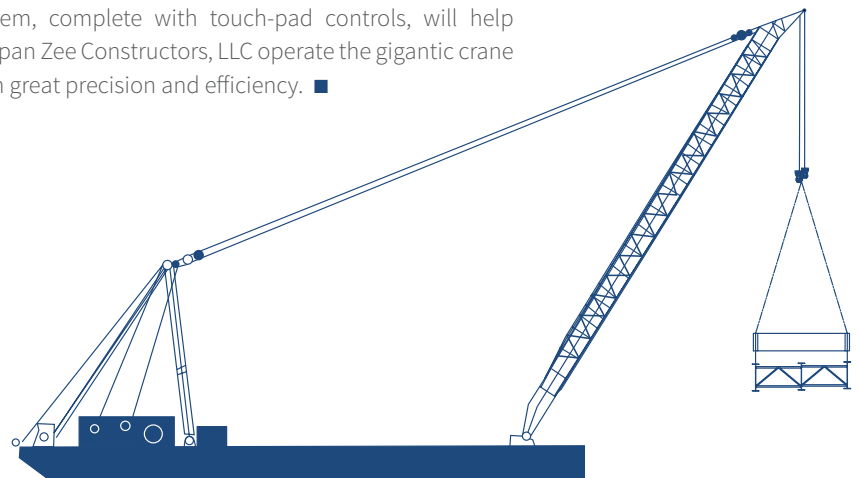 em, complete with touch-pad controls, will help
pan Zee Constructors, LLC operate the gigantic crane
great precision and efficiency. ■